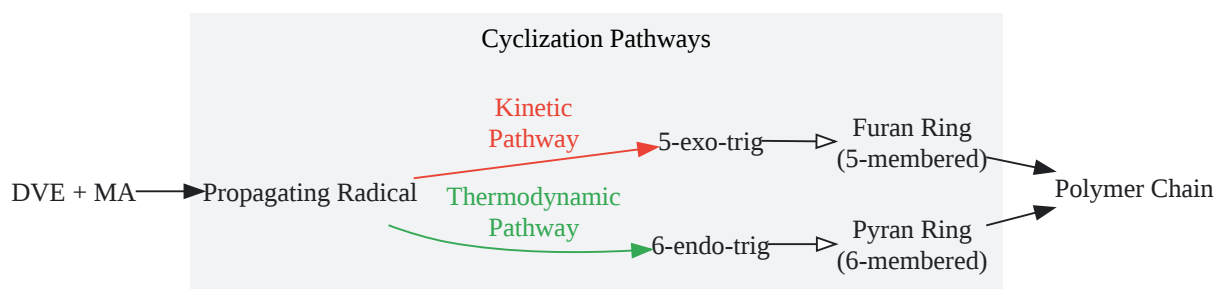 Cyclization Pathways
DVE + MA
Propagating Radical
Kinetic
Pathway
5-exo-trig
Furan Ring
(5-membered)
Thermodynamic
Pathway
6-endo-trig
Pyran Ring
(6-membered)
Polymer Chain